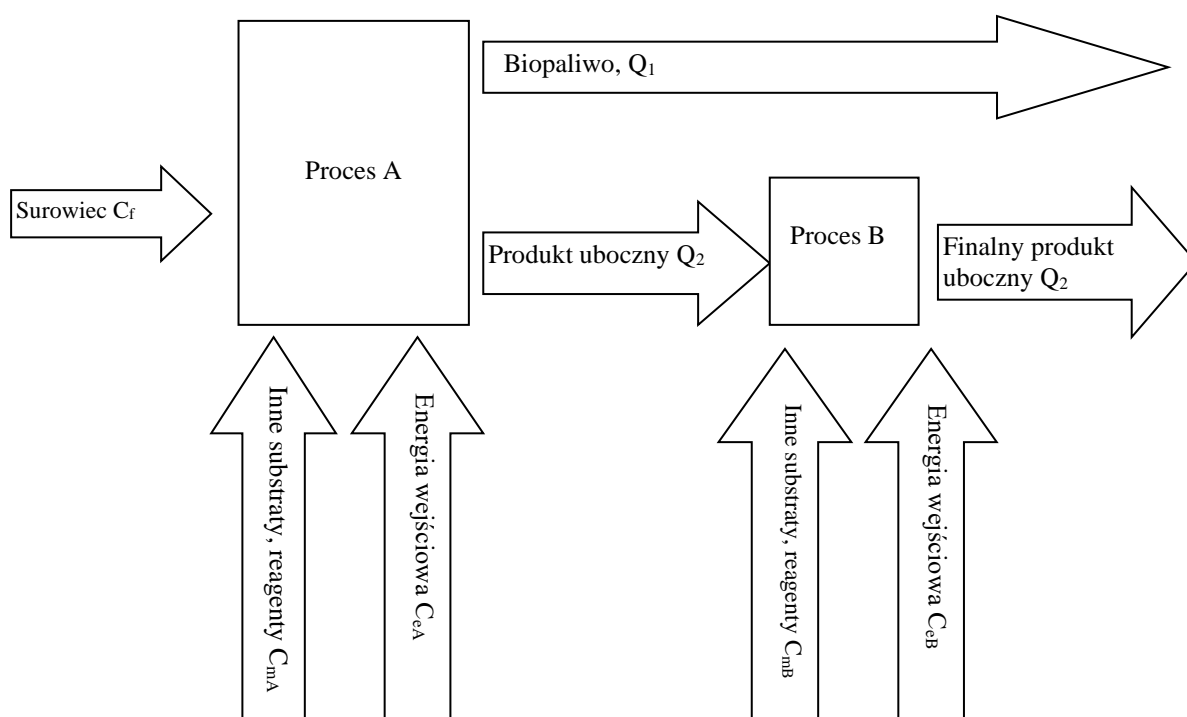 Biopaliwo, Q₁
Proces A
Surowiec Cf
Produkt uboczny Q₂
Proces B
Finalny produkt
uboczny Q₂
Inne substraty, reagenty CmA
Energia wejściowa CeA
Inne substraty, reagenty CmB
Energia wejściowa CeB